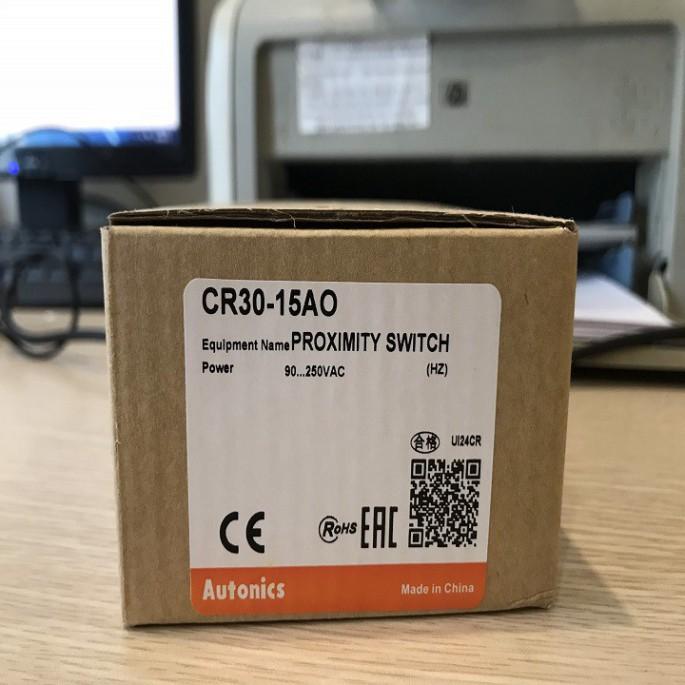 CR30-15AO
Equipment Name PROXIMITY SWITCH
Power 90...250VAC (HZ)
合格 UI24CR
CE RoHS EAC
Autonics Made in China
hp